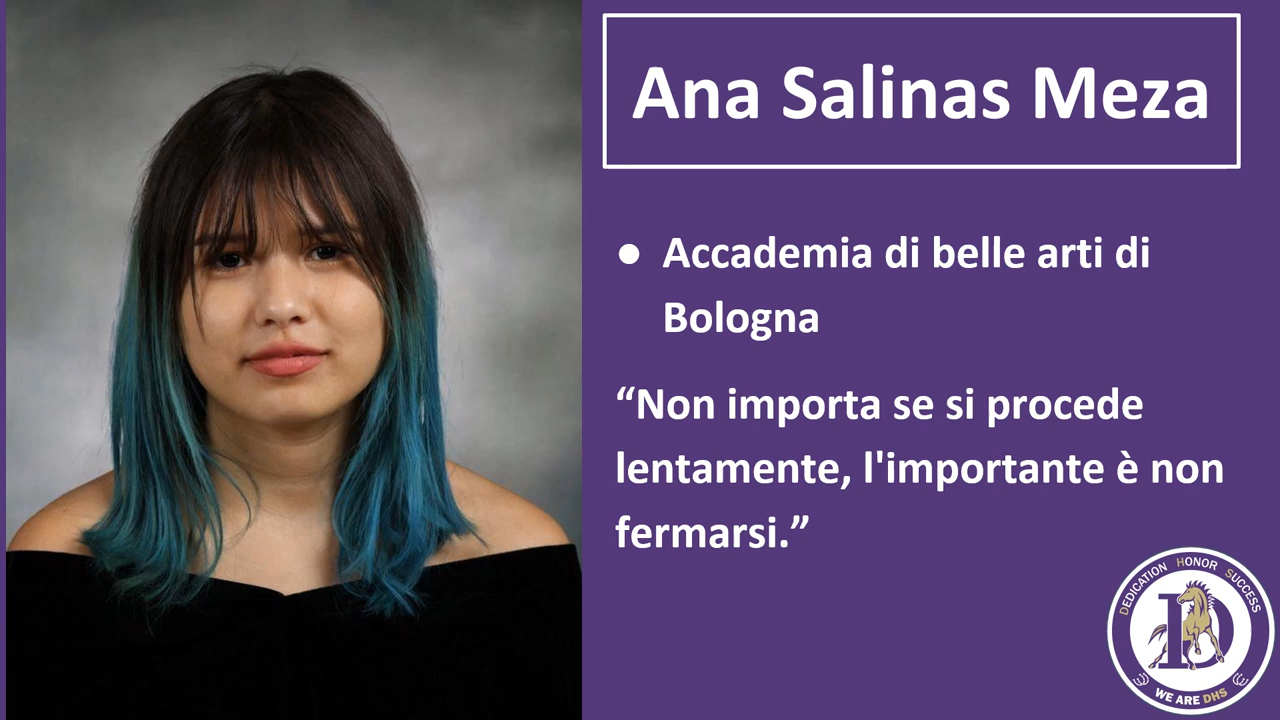 Ana Salinas Meza
● Accademia di belle arti di
Bologna
“Non importa se si procede
lentamente, l'importante è non
fermarsi.”
DEDICATION HONOR SUCCESS
D
WE ARE DHS